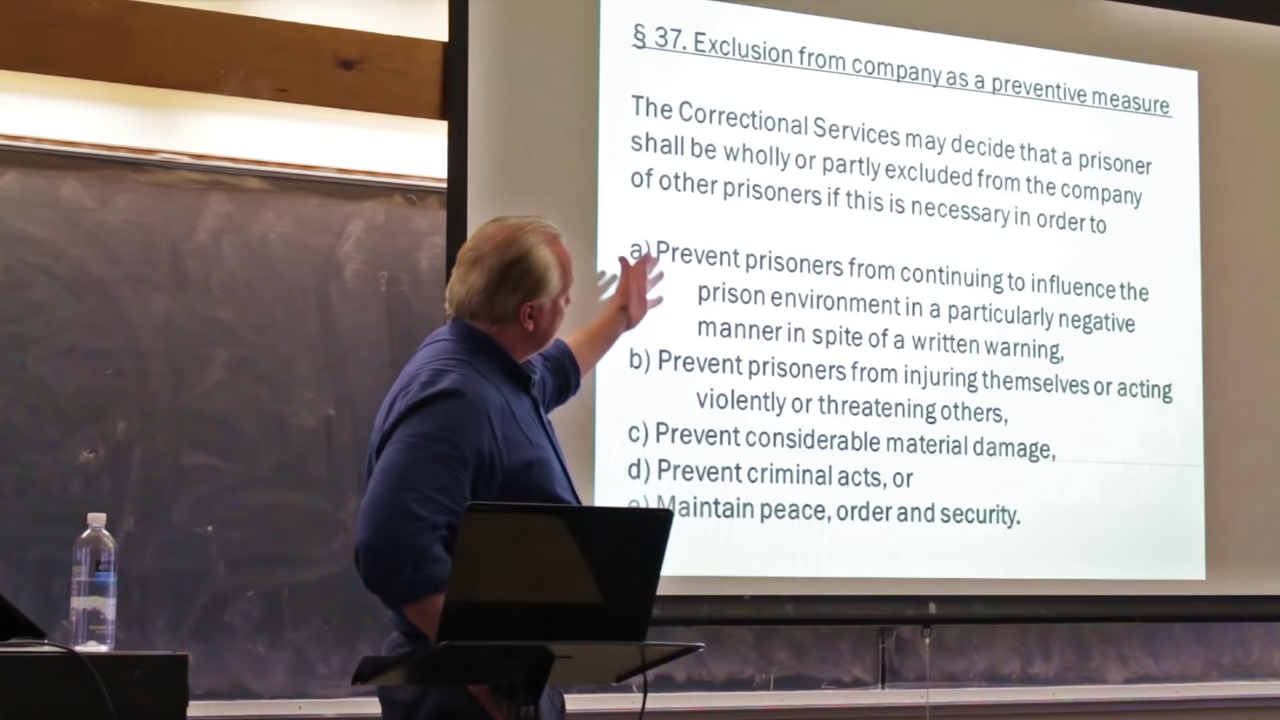 § 37. Exclusion from company as a preventive measure
The Correctional Services may decide that a prisoner
shall be wholly or partly excluded from the company
of other prisoners if this is necessary in order to
a) Prevent prisoners from continuing to influence the
prison environment in a particularly negative
manner in spite of a written warning,
b) Prevent prisoners from injuring themselves or acting
violently or threatening others,
c) Prevent considerable material damage,
d) Prevent criminal acts, or
e) Maintain peace, order and security.